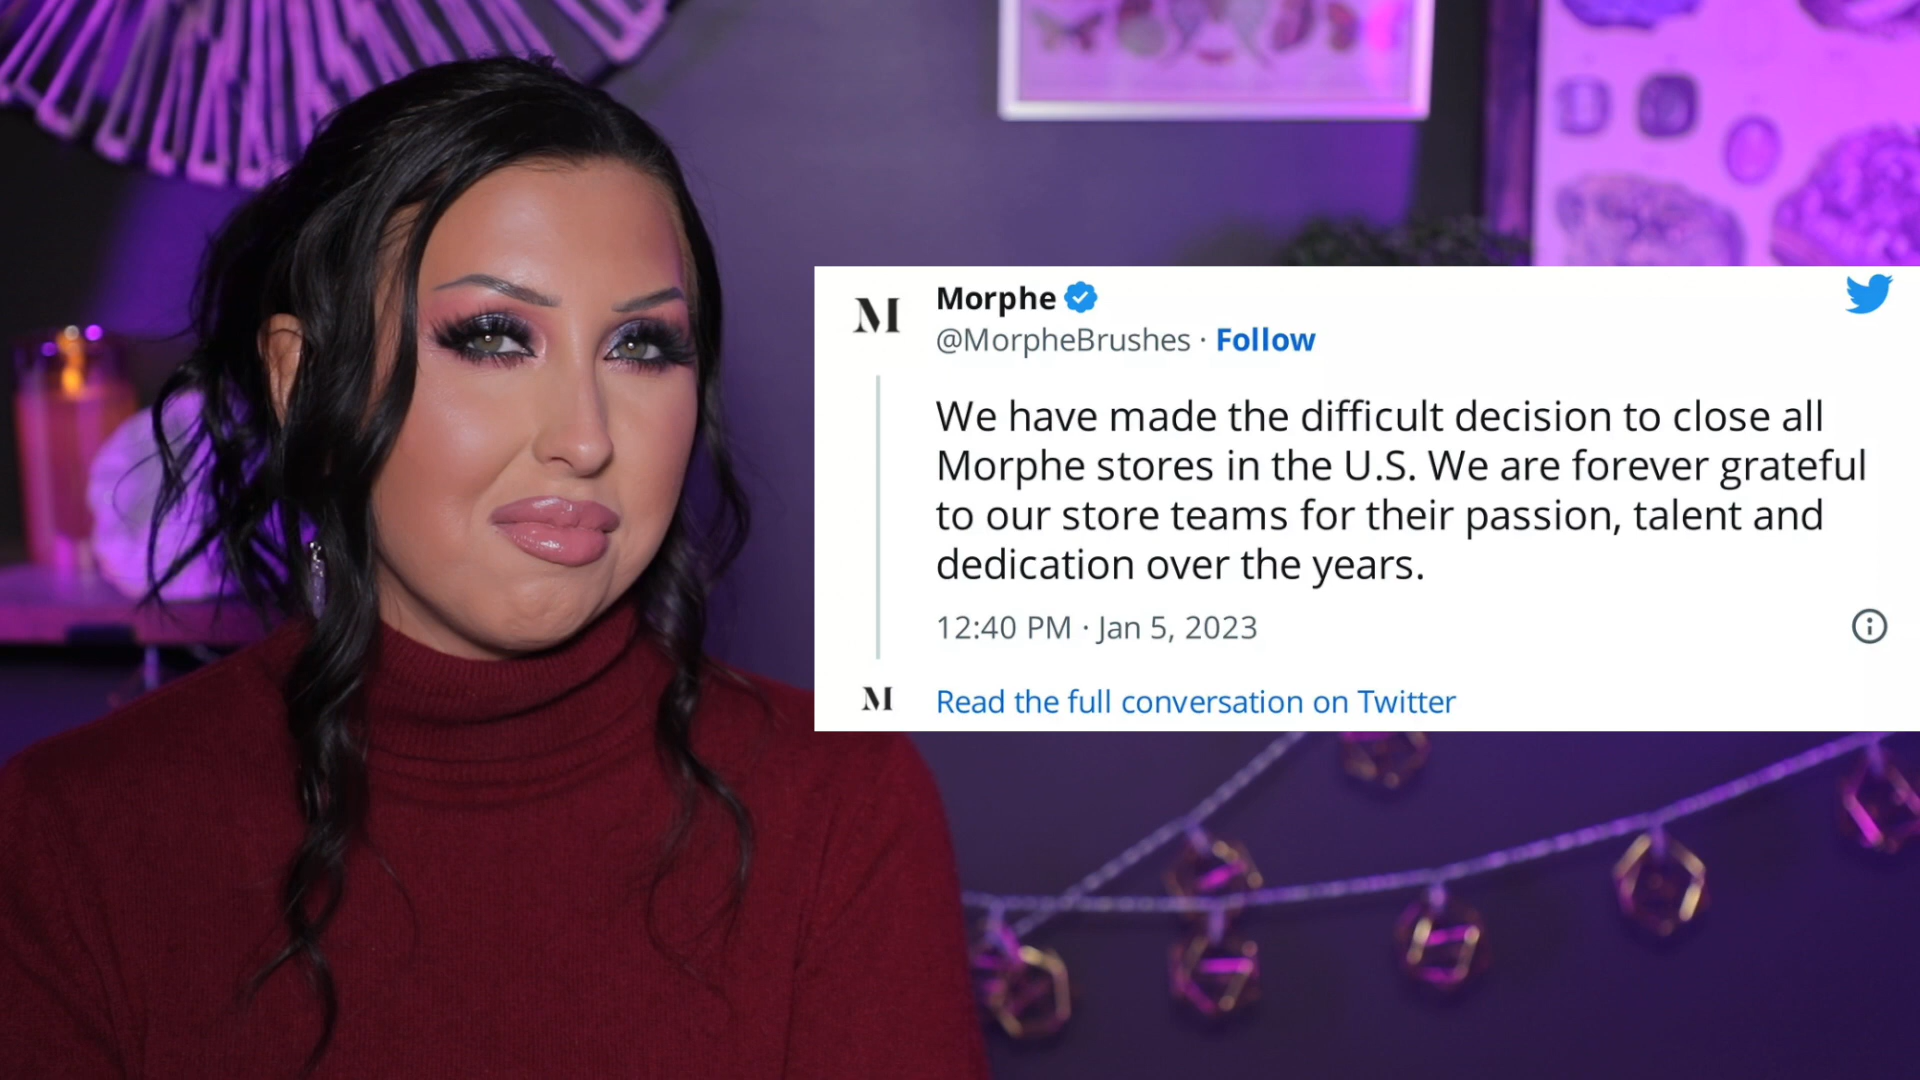 M Morphe
@MorpheBrushes · Follow
We have made the difficult decision to close all
Morphe stores in the U.S. We are forever grateful
to our store teams for their passion, talent and
dedication over the years.
12:40 PM · Jan 5, 2023
M Read the full conversation on Twitter